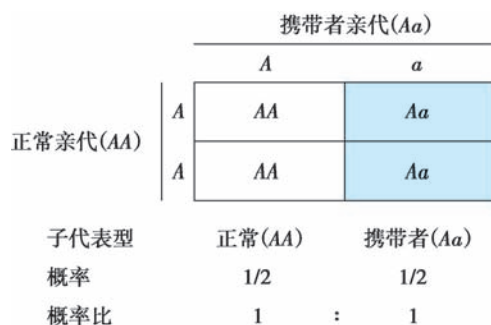 携带者亲代(Aa)
A a
正常亲代(AA)
A AA Aa
A AA Aa
子代表型 正常(AA) 携带者(Aa)
概率 1/2 1/2
概率比 1 : 1